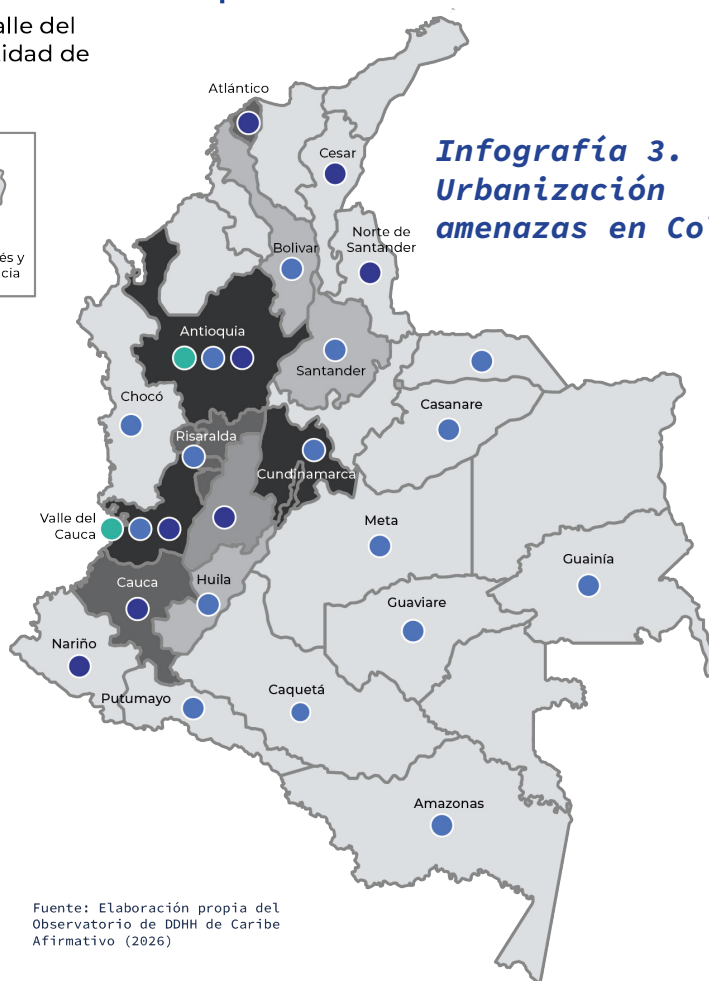 alle del
idad de
Atlántico
Infografía 3.
Urbanización
amenazas en Co
Cesar
és y
cia
Norte de
Santander
Bolivar
Antioquia
Santander
Chocó
Casanare
Risaralda
Cundinamarca
Valle del
Cauca
Meta
Guainía
Cauca
Huila
Guaviare
Nariño
Putumayo
Caquetá
Amazonas
Fuente: Elaboración propia del
Observatorio de DDHH de Caribe
Afirmativo (2026)